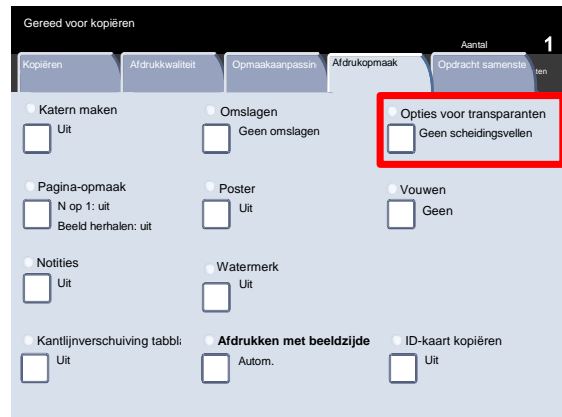 Gereed voor kopiëren
Aantal 1
Kopiëren Afdrukkwaliteit Opmaakaanpassin Afdrukopmaak Opdracht samenste ten
Katern maken
Uit
Omslagen
Geen omslagen
Opties voor transparanten
Geen scheidingsvellen
Pagina-opmaak
N op 1: uit
Beeld herhalen: uit
Poster
Uit
Vouwen
Geen
Notities
Uit
Watermerk
Uit
Kantlijnverschuiving tabbl
Uit
Afdrukken met beeldzijde
Autom.
ID-kaart kopiëren
Uit